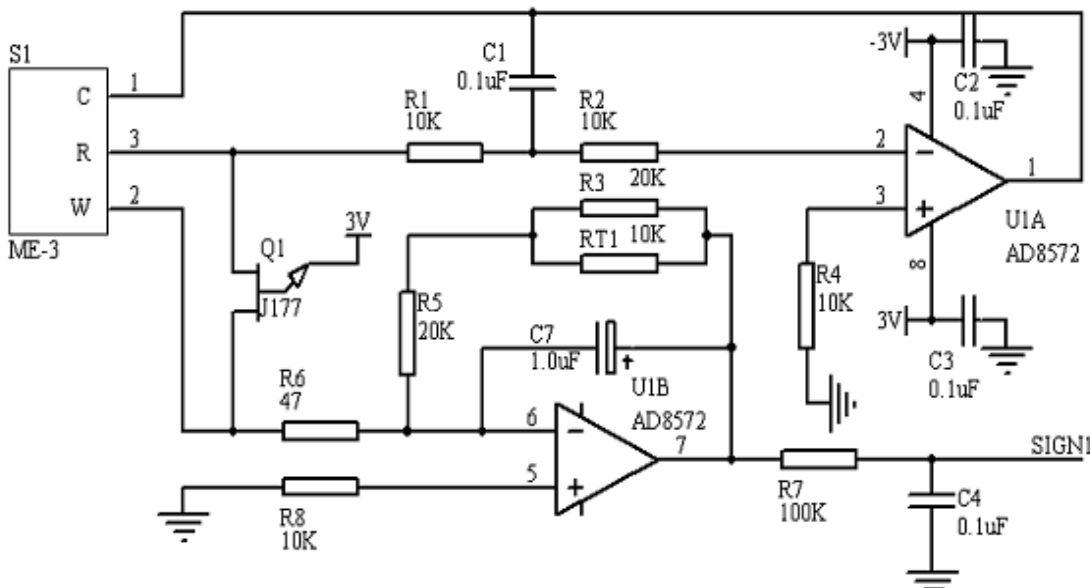 S1
C
1
R
3
W
2
ME-3
C1
0.1uF
R1
10K
R2
10K
20K
R3
10K
RT1
-3V
4
C2
0.1uF
2
3
1
U1A
AD8572
8
R4
10K
3V
C3
0.1uF
3V
Q1
J177
R5
20K
C7
1.0uF
+
R6
47
U1B
AD8572
6
5
7
R8
10K
R7
100K
SIGN1
C4
0.1uF